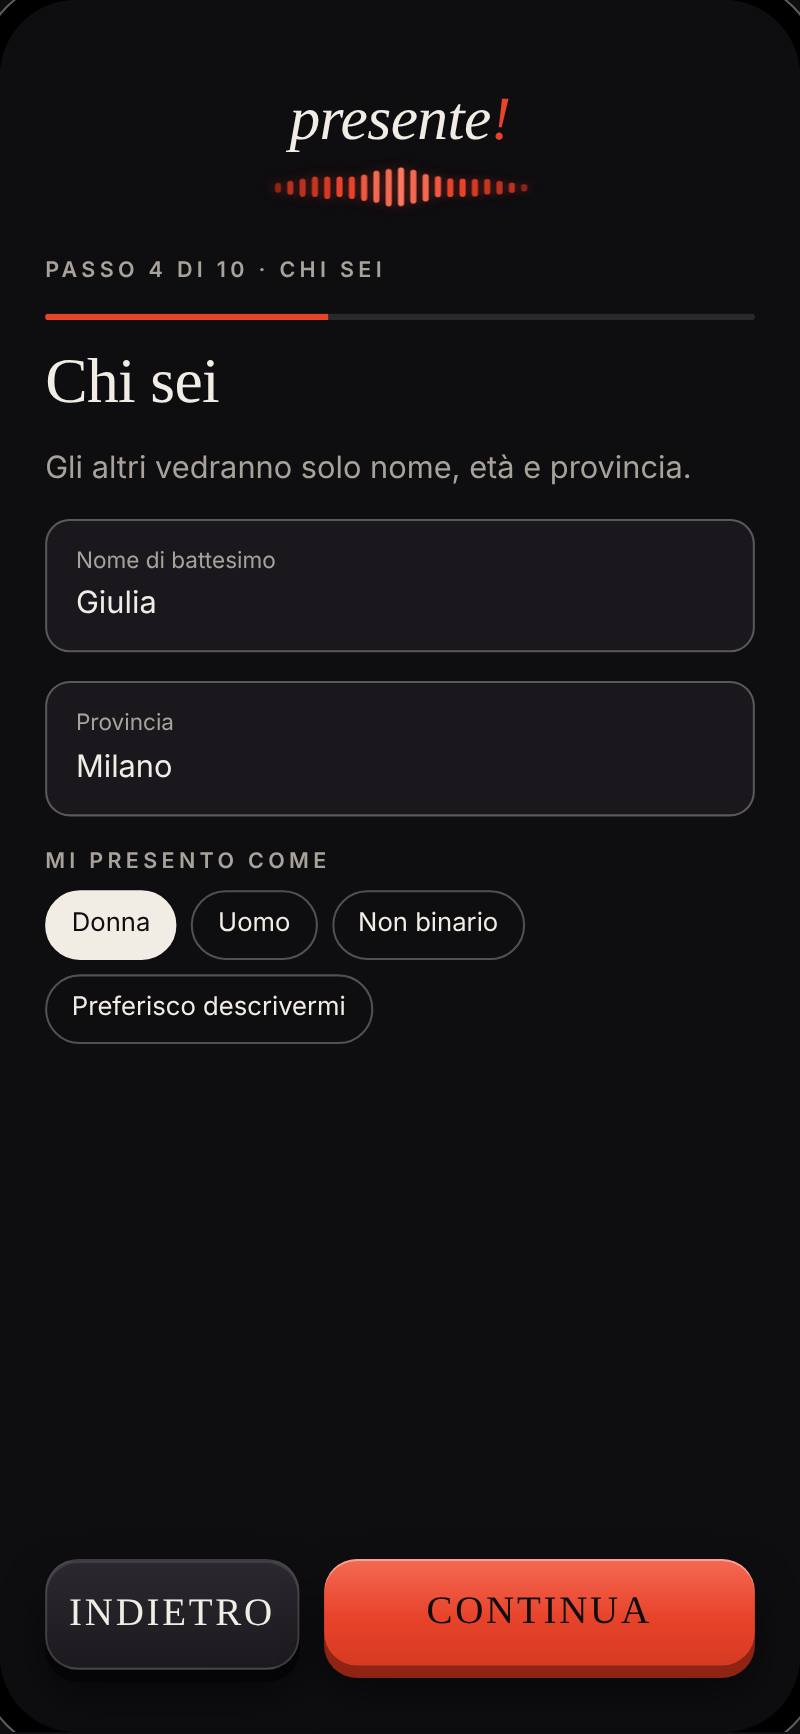 presente!
PASSO 4 DI 10 · CHI SEI
Chi sei
Gli altri vedranno solo nome, età e provincia.
Nome di battesimo
Giulia
Provincia
Milano
MI PRESENTO COME
Donna Uomo Non binario
Preferisco descrivermi
INDIETRO CONTINUA